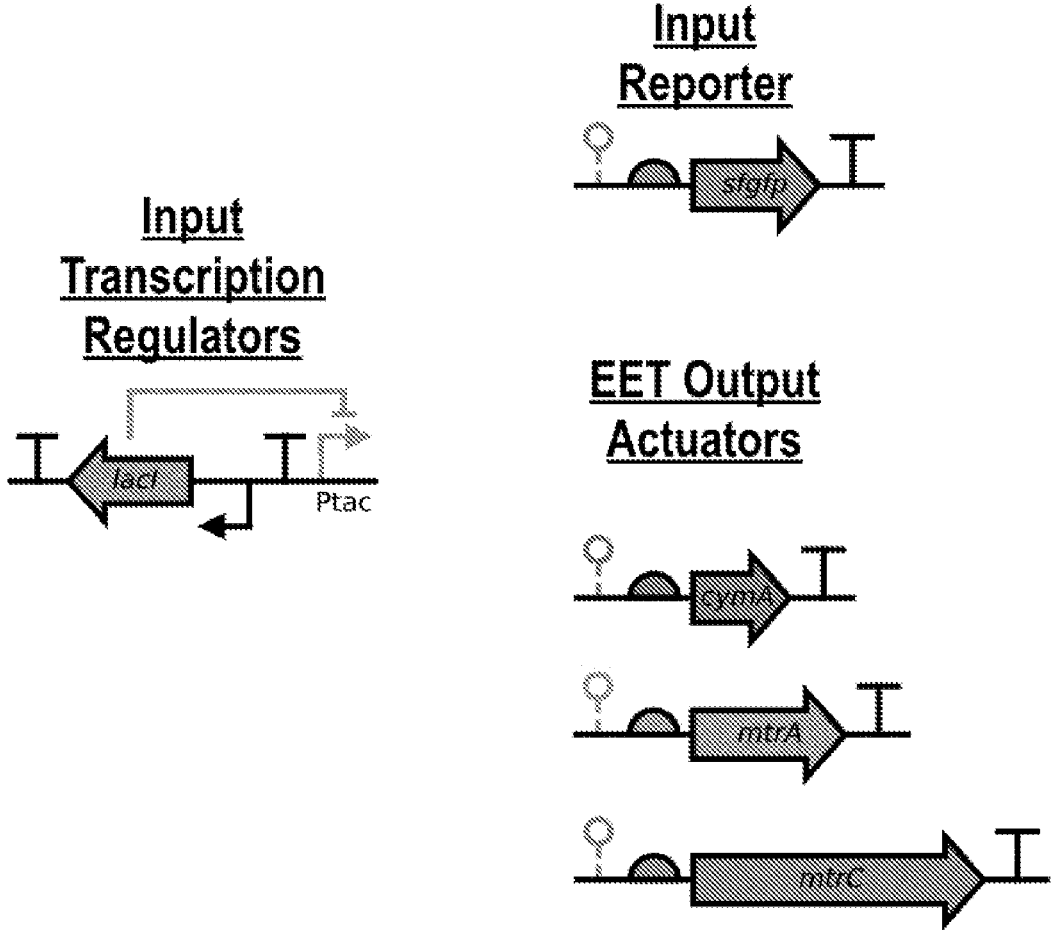 Input
Transcription
Regulators
lacI
Ptac
Input
Reporter
sfgfp
EET Output
Actuators
cymA
mtrA
mtrC